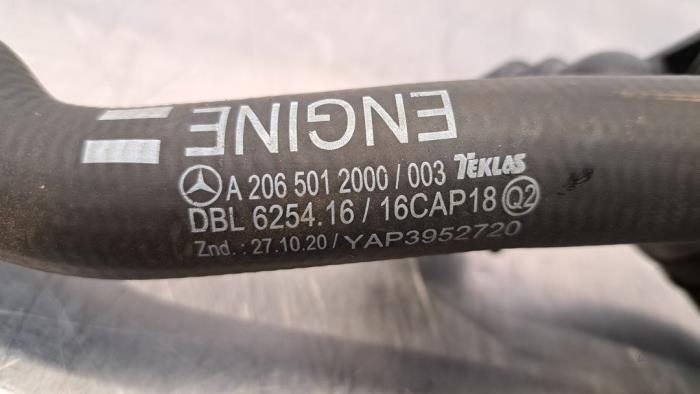 ENGINE
A 206 501 2000 / 003 TEKLAS
DBL 6254.16 / 16CAP18 Q2
Znd. : 27.10.20 / YAP3952720